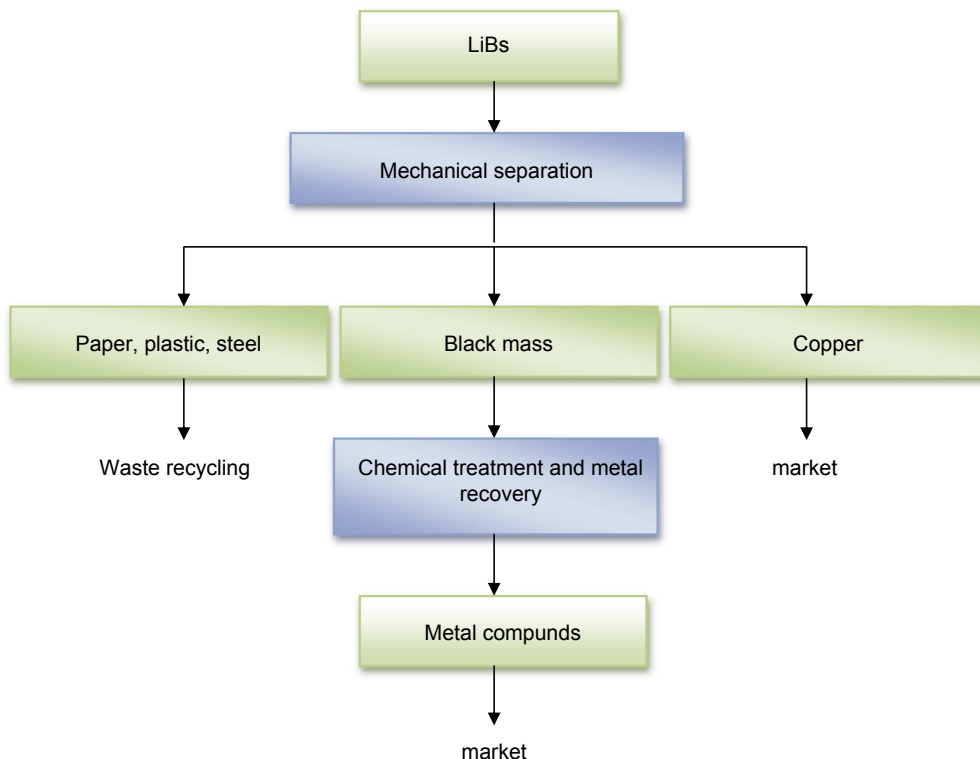 LiBs
Mechanical separation
Paper, plastic, steel
Black mass
Copper
Waste recycling
Chemical treatment and metal
recovery
market
Metal compunds
market